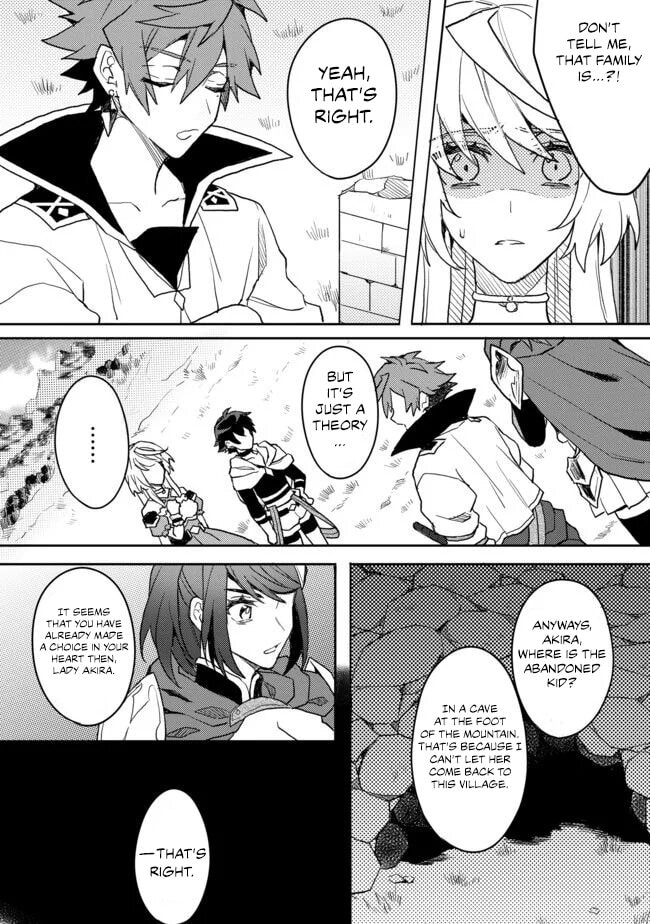 DON'T
TELL ME,
THAT FAMILY
IS...?!
YEAH,
THAT'S
RIGHT.
BUT
IT'S
JUST A
THEORY
...
......
ANYWAYS,
AKIRA,
WHERE IS THE
ABANDONED
KID?
IN A CAVE
AT THE FOOT
OF THE MOUNTAIN.
THAT'S BECAUSE I
CAN'T LET HER
COME BACK TO
THIS VILLAGE.
IT SEEMS
THAT YOU HAVE
ALREADY MADE
A CHOICE IN YOUR
HEART THEN,
LADY AKIRA.
—THAT'S
RIGHT.